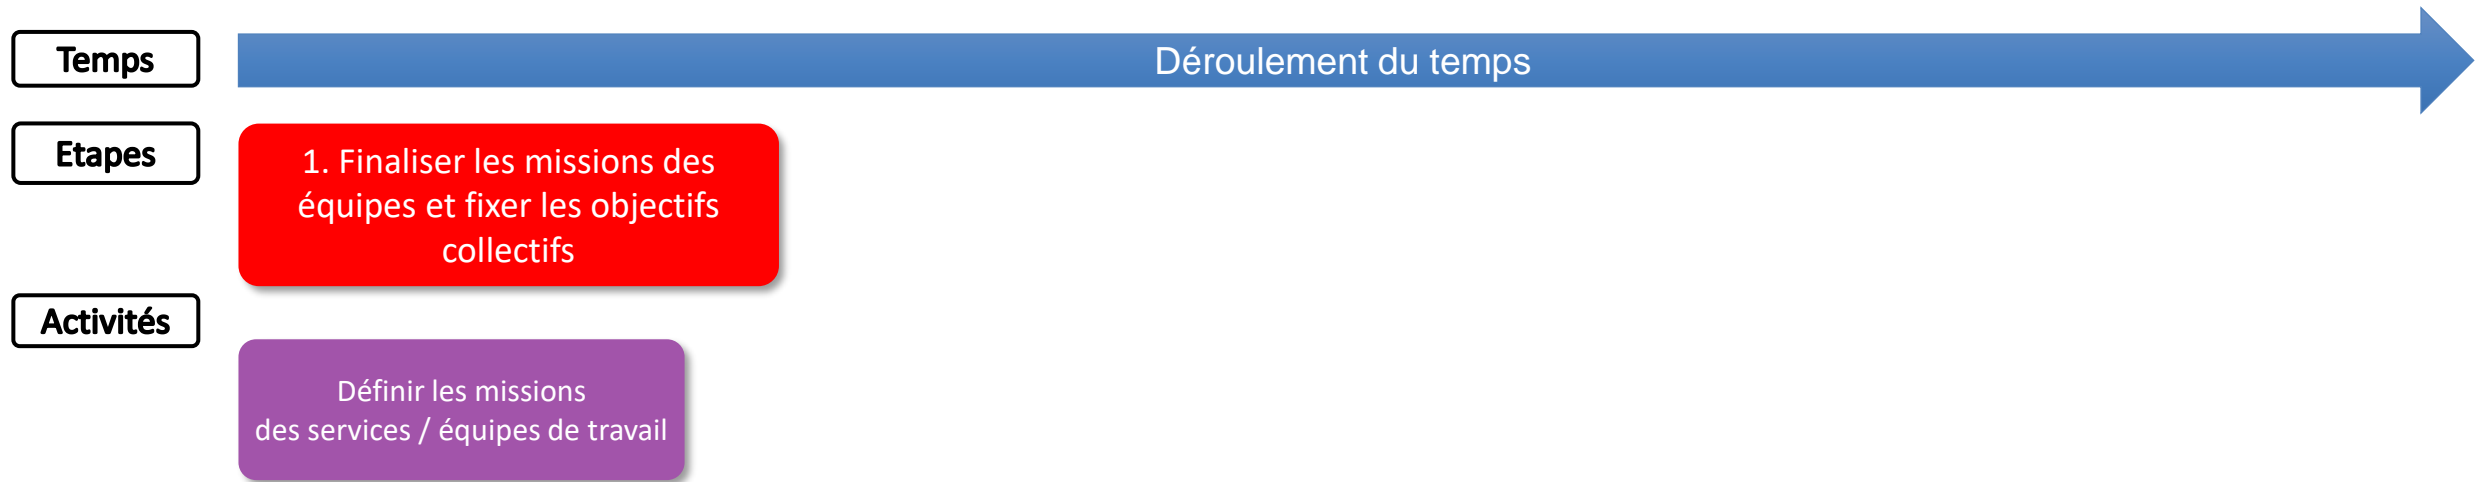 Temps
Déroulement du temps
Etapes
1. Finaliser les missions des
équipes et fixer les objectifs
collectifs
Activités
Définir les missions
des services / équipes de travail